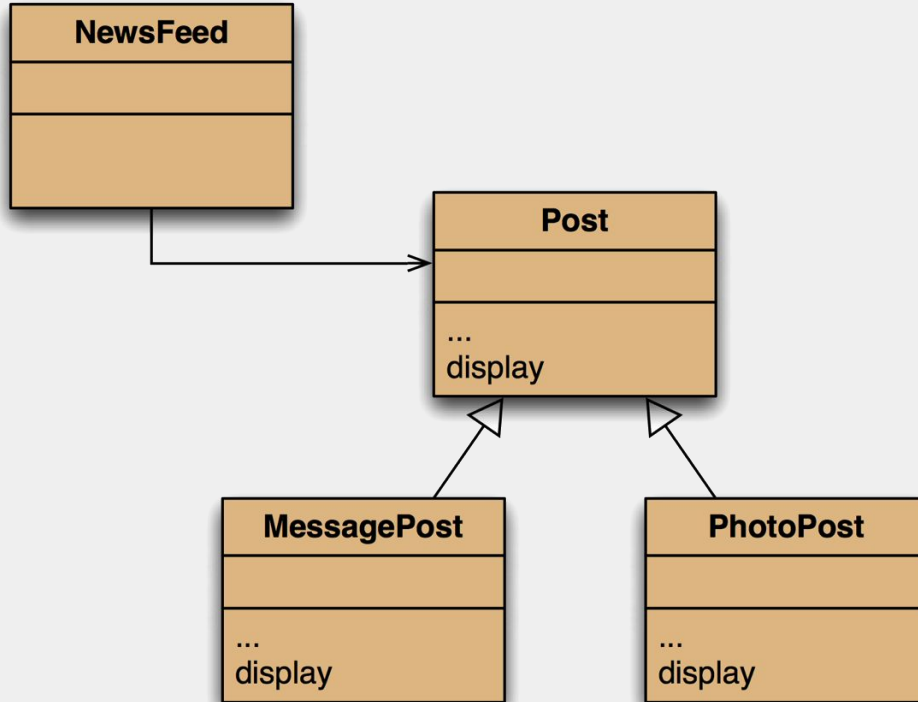 NewsFeed
Post
...
display
MessagePost
...
display
PhotoPost
...
display